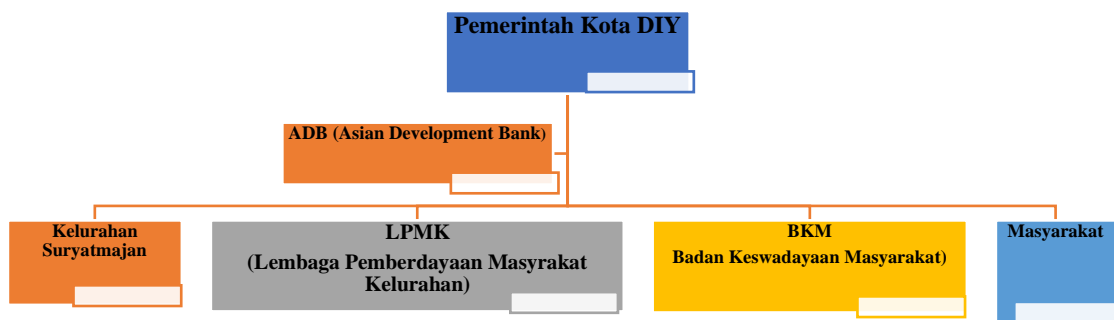 Pemerintah Kota DIY
ADB (Asian Development Bank)
Kelurahan
Suryatmajan
LPMK
(Lembaga Pemberdayaan Masyrakat
Kelurahan)
BKM
Badan Keswadayaan Masyarakat)
Masyarakat